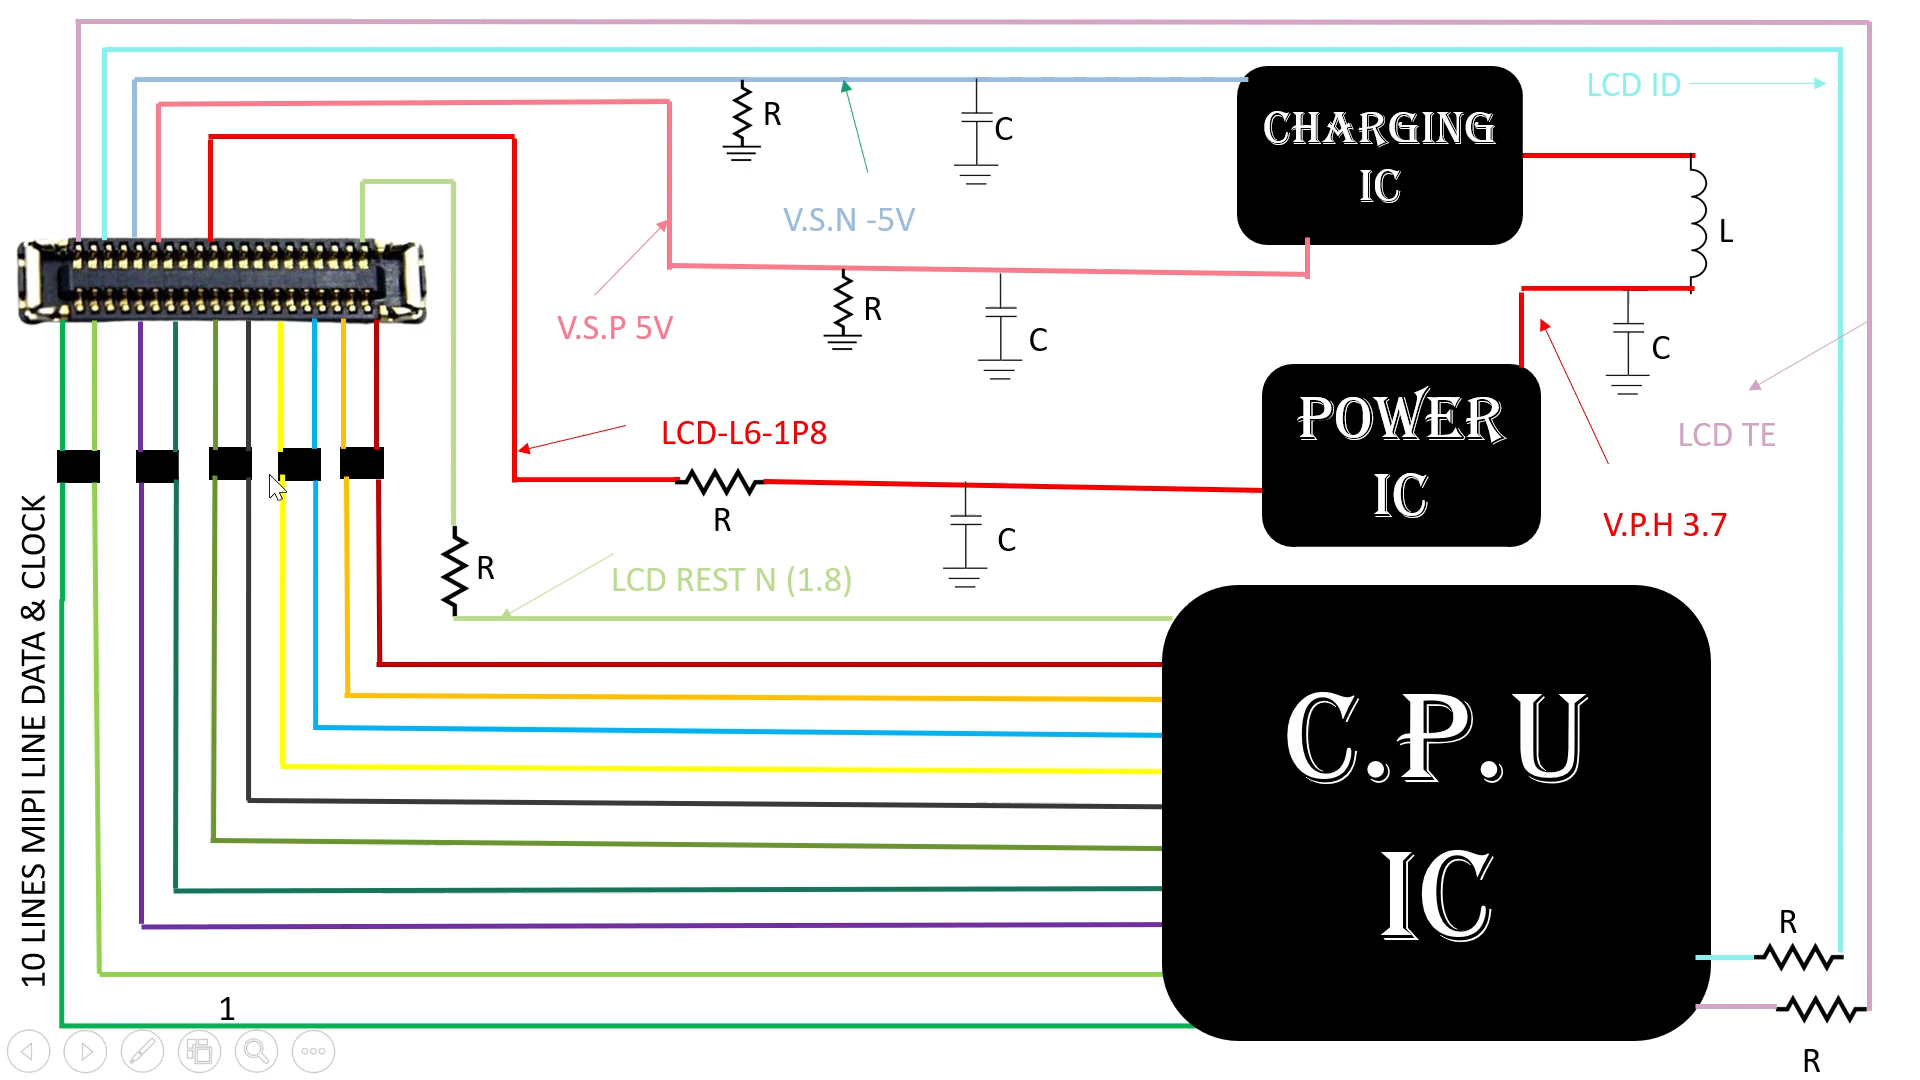 LCD ID
R
C
CHARGING
IC
V.S.N -5V
L
V.S.P 5V
R
C
C
LCD-L6-1P8
POWER
IC
LCD TE
R
C
V.P.H 3.7
R
LCD REST N (1.8)
10 LINES MIPI LINE DATA & CLOCK
C.P.U
IC
R
1
R